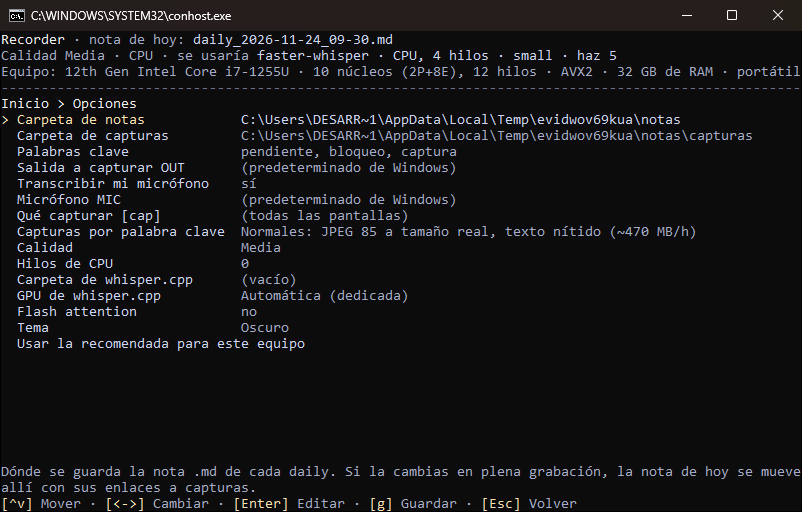 C:\WINDOWS\SYSTEM32\conhost.exe
Recorder · nota de hoy: daily_2026-11-24_09-30.md
Calidad Media · CPU · se usaría faster-whisper · CPU, 4 hilos · small · haz 5
Equipo: 12th Gen Intel Core i7-1255U · 10 núcleos (2P+8E), 12 hilos · AVX2 · 32 GB de RAM · portátil
Inicio > Opciones
> Carpeta de notas C:\Users\DESARR~1\AppData\Local\Temp\evidwov69kua\notas
Carpeta de capturas C:\Users\DESARR~1\AppData\Local\Temp\evidwov69kua\notas\capturas
Palabras clave pendiente, bloqueo, captura
Salida a capturar OUT (predeterminado de Windows)
Transcribir mi micrófono sí
Micrófono MIC (predeterminado de Windows)
Qué capturar [cap] (todas las pantallas)
Capturas por palabra clave Normales: JPEG 85 a tamaño real, texto nítido (~470 MB/h)
Calidad Media
Hilos de CPU 0
Carpeta de whisper.cpp (vacío)
GPU de whisper.cpp Automática (dedicada)
Flash attention no
Tema Oscuro
Usar la recomendada para este equipo
Dónde se guarda la nota .md de cada daily. Si la cambias en plena grabación, la nota de hoy se mueve
allí con sus enlaces a capturas.
[^v] Mover · [<->] Cambiar · [Enter] Editar · [g] Guardar · [Esc] Volver